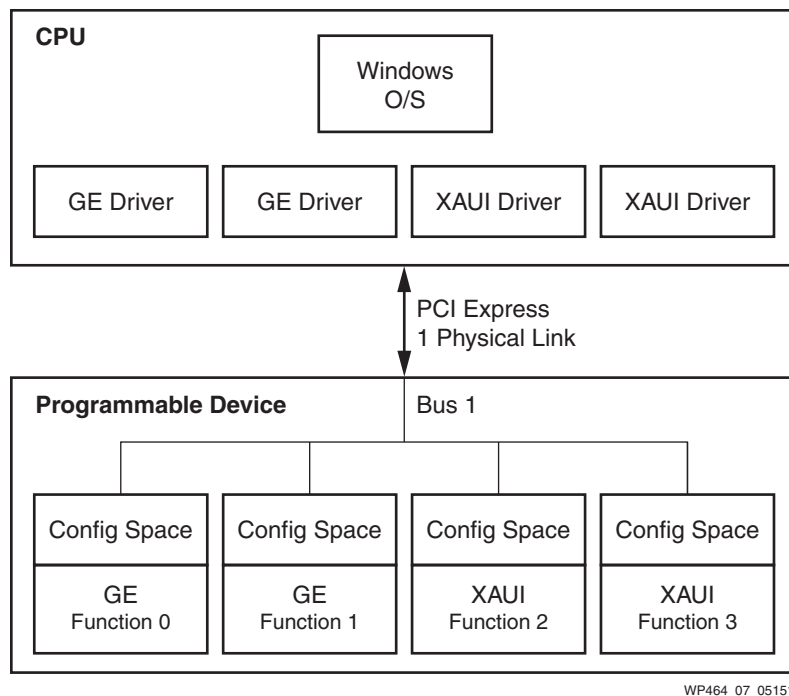 CPU
Windows
O/S
GE Driver
GE Driver
XAUI Driver
XAUI Driver
PCI Express
1 Physical Link
Programmable Device
Bus 1
Config Space
Config Space
Config Space
Config Space
GE
Function 0
GE
Function 1
XAUI
Function 2
XAUI
Function 3